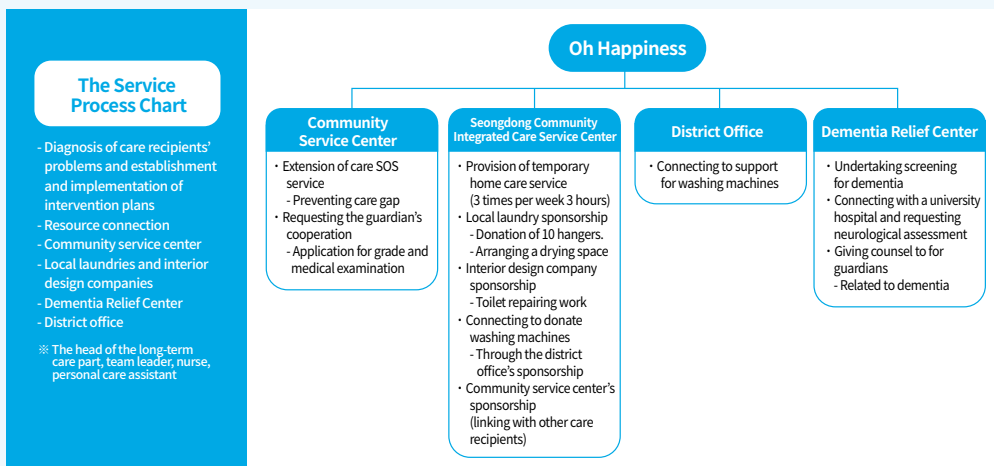 The Service
Process Chart
- Diagnosis of care recipients'
problems and establishment
and implementation of
intervention plans
- Resource connection
- Community service center
- Local laundries and interior
design companies
- Dementia Relief Center
- District office
※ The head of the long-term
care part, team leader, nurse,
personal care assistant
Oh Happiness
Community
Service Center
· Extension of care SOS
service
- Preventing care gap
· Requesting the guardian's
cooperation
- Application for grade and
medical examination
Seongdong Community
Integrated Care Service Center
· Provision of temporary
home care service
(3 times per week 3 hours)
· Local laundry sponsorship
- Donation of 10 hangers.
- Arranging a drying space
· Interior design company
sponsorship
- Toilet repairing work
· Connecting to donate
washing machines
- Through the district
office's sponsorship
· Community service center's
sponsorship
(linking with other care
recipients)
District Office
· Connecting to support
for washing machines
Dementia Relief Center
· Undertaking screening
for dementia
· Connecting with a university
hospital and requesting
neurological assessment
· Giving counsel to for
guardians
- Related to dementia